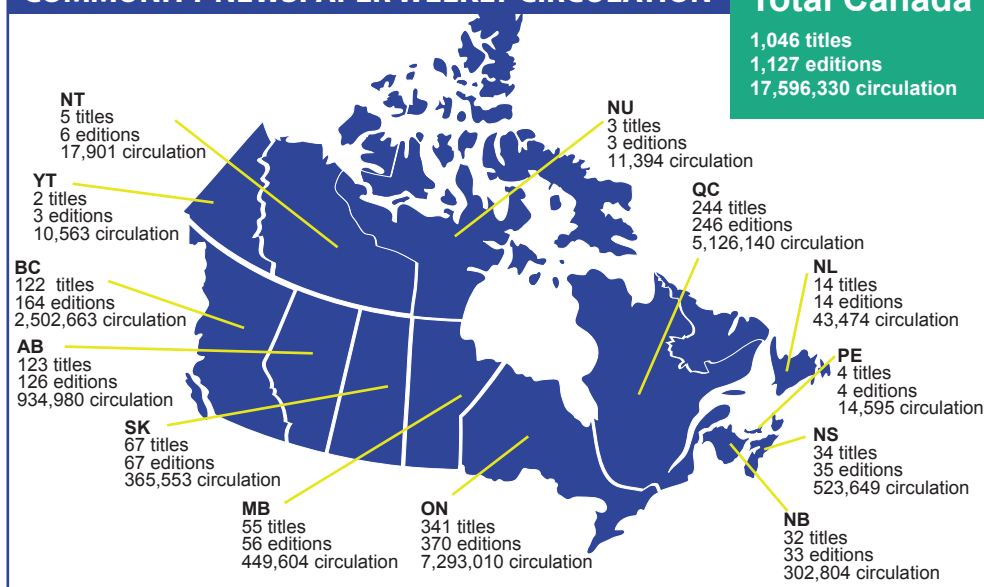 COMMUNITY NEWSPAPER WEEKLY CIRCULATION
Total Canada
1,046 titles
1,127 editions
17,596,330 circulation
NT
5 titles
6 editions
17,901 circulation
NU
3 titles
3 editions
11,394 circulation
YT
2 titles
3 editions
10,563 circulation
QC
244 titles
246 editions
5,126,140 circulation
BC
122 titles
164 editions
2,502,663 circulation
NL
14 titles
14 editions
43,474 circulation
AB
123 titles
126 editions
934,980 circulation
PE
4 titles
4 editions
14,595 circulation
SK
67 titles
67 editions
365,553 circulation
NS
34 titles
35 editions
523,649 circulation
MB
55 titles
56 editions
449,604 circulation
ON
341 titles
370 editions
7,293,010 circulation
NB
32 titles
33 editions
302,804 circulation